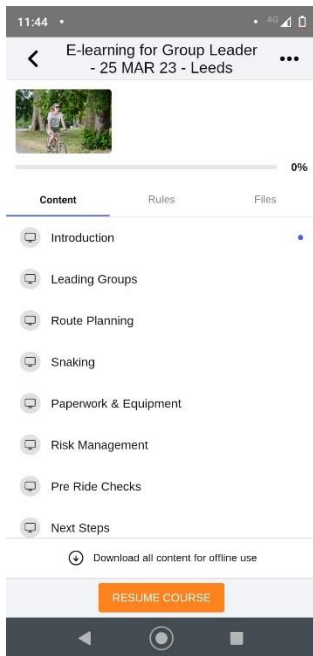 11:44
4G
E-learning for Group Leader
- 25 MAR 23 - Leeds
0%
Content Rules Files
Introduction
Leading Groups
Route Planning
Snaking
Paperwork & Equipment
Risk Management
Pre Ride Checks
Next Steps
Download all content for offline use
RESUME COURSE